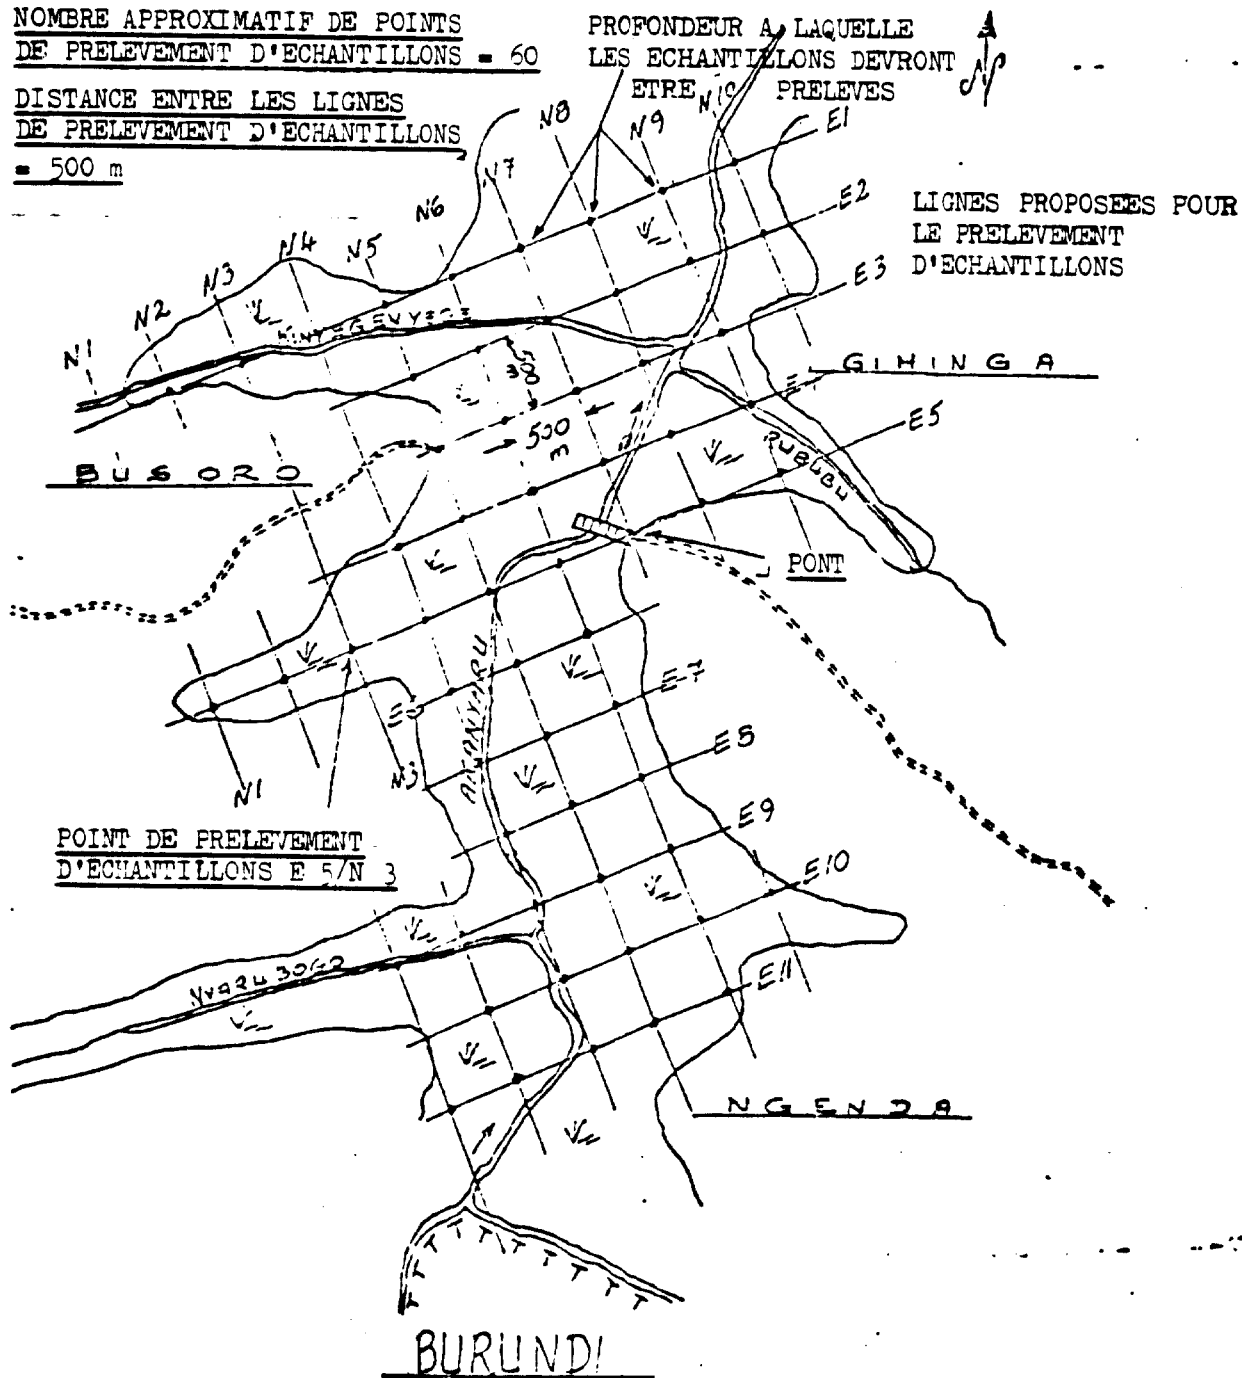 NOMBRE APPROXIMATIF DE POINTS
DE PRELEVEMENT D'ECHANTILLONS = 60
DISTANCE ENTRE LES LIGNES
DE PRELEVEMENT D'ECHANTILLONS
= 500 m
PROFONDEUR A LAQUELLE
LES ECHANTILLONS DEVRONT
ETRE PRELEVES
N
N1
N2
N3
N4
N5
N6
N7
N8
N9
N10
E1
E2
E3
LIGNES PROPOSEES POUR
LE PRELEVEMENT
D'ECHANTILLONS
GIHINGA
E5
500
500
m
BUSORO
RUBUBU
PONT
E7
E8
E9
E10
E11
N1
N3
POINT DE PRELEVEMENT
D'ECHANTILLONS E 5/N 3
NGENDA
BURUNDI